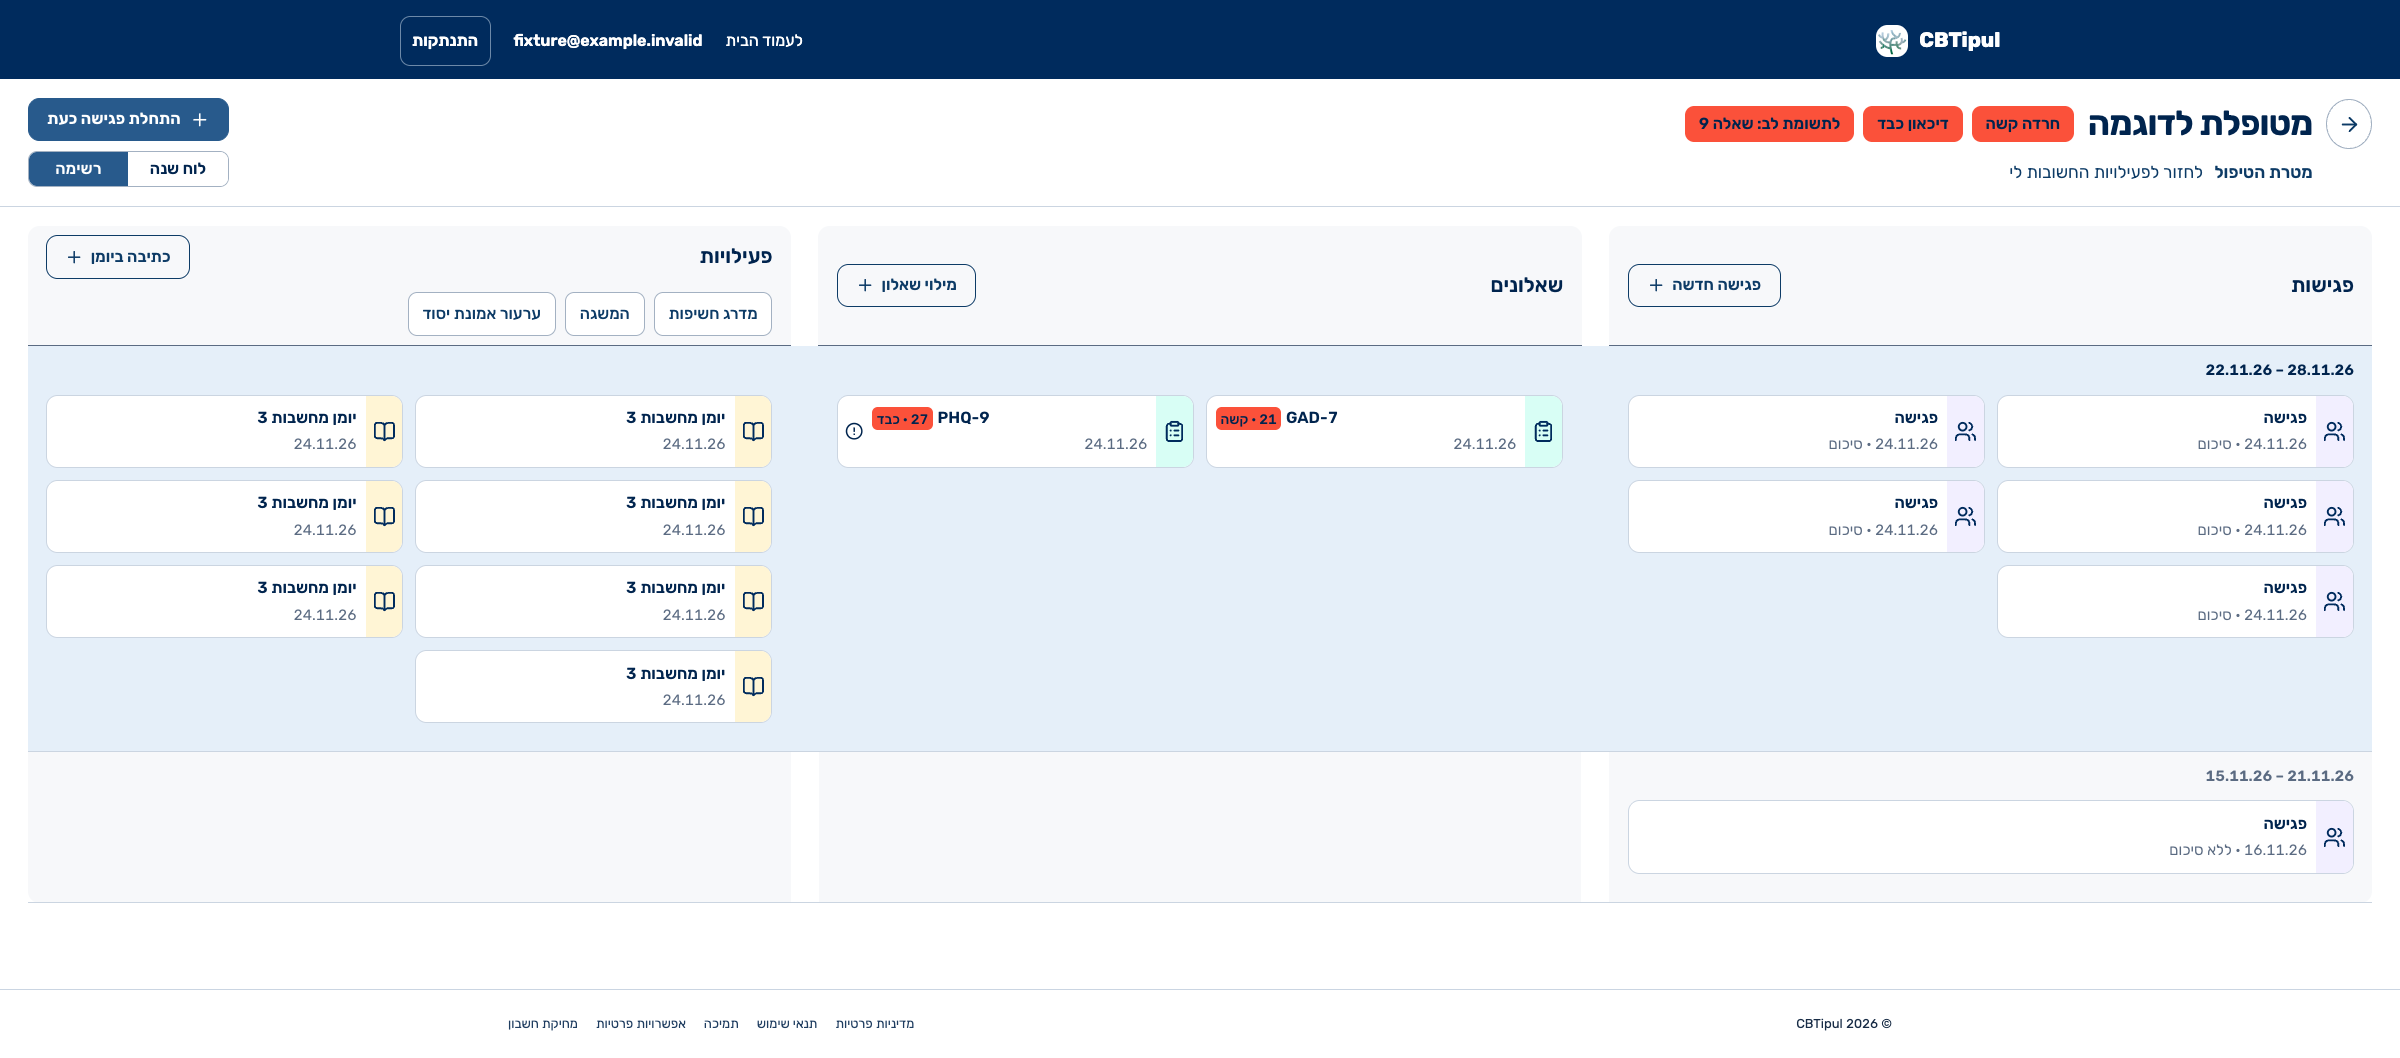 CBTipul
לעמוד הבית
fixture@example.invalid
התנתקות
מטופלת לדוגמה
חרדה קשה
דיכאון כבד
לתשומת לב: שאלה 9
מטרת הטיפול לחזור לפעילויות החשובות לי
התחלת פגישה כעת
לוח שנה
רשימה
פגישות
פגישה חדשה
שאלונים
מילוי שאלון
פעילויות
כתיבה ביומן
מדרג חשיפות
המשגה
ערעור אמונת יסוד
22.11.26 – 28.11.26
פגישה
24.11.26 • סיכום
פגישה
24.11.26 • סיכום
פגישה
24.11.26 • סיכום
פגישה
24.11.26 • סיכום
פגישה
24.11.26 • סיכום
GAD-7 21 • קשה
24.11.26
PHQ-9 27 • כבד
24.11.26
יומן מחשבות 3
24.11.26
יומן מחשבות 3
24.11.26
יומן מחשבות 3
24.11.26
יומן מחשבות 3
24.11.26
יומן מחשבות 3
24.11.26
יומן מחשבות 3
24.11.26
יומן מחשבות 3
24.11.26
15.11.26 – 21.11.26
פגישה
16.11.26 • ללא סיכום
© 2026 CBTipul
מדיניות פרטיות
תנאי שימוש
תמיכה
אפשרויות פרטיות
מחיקת חשבון